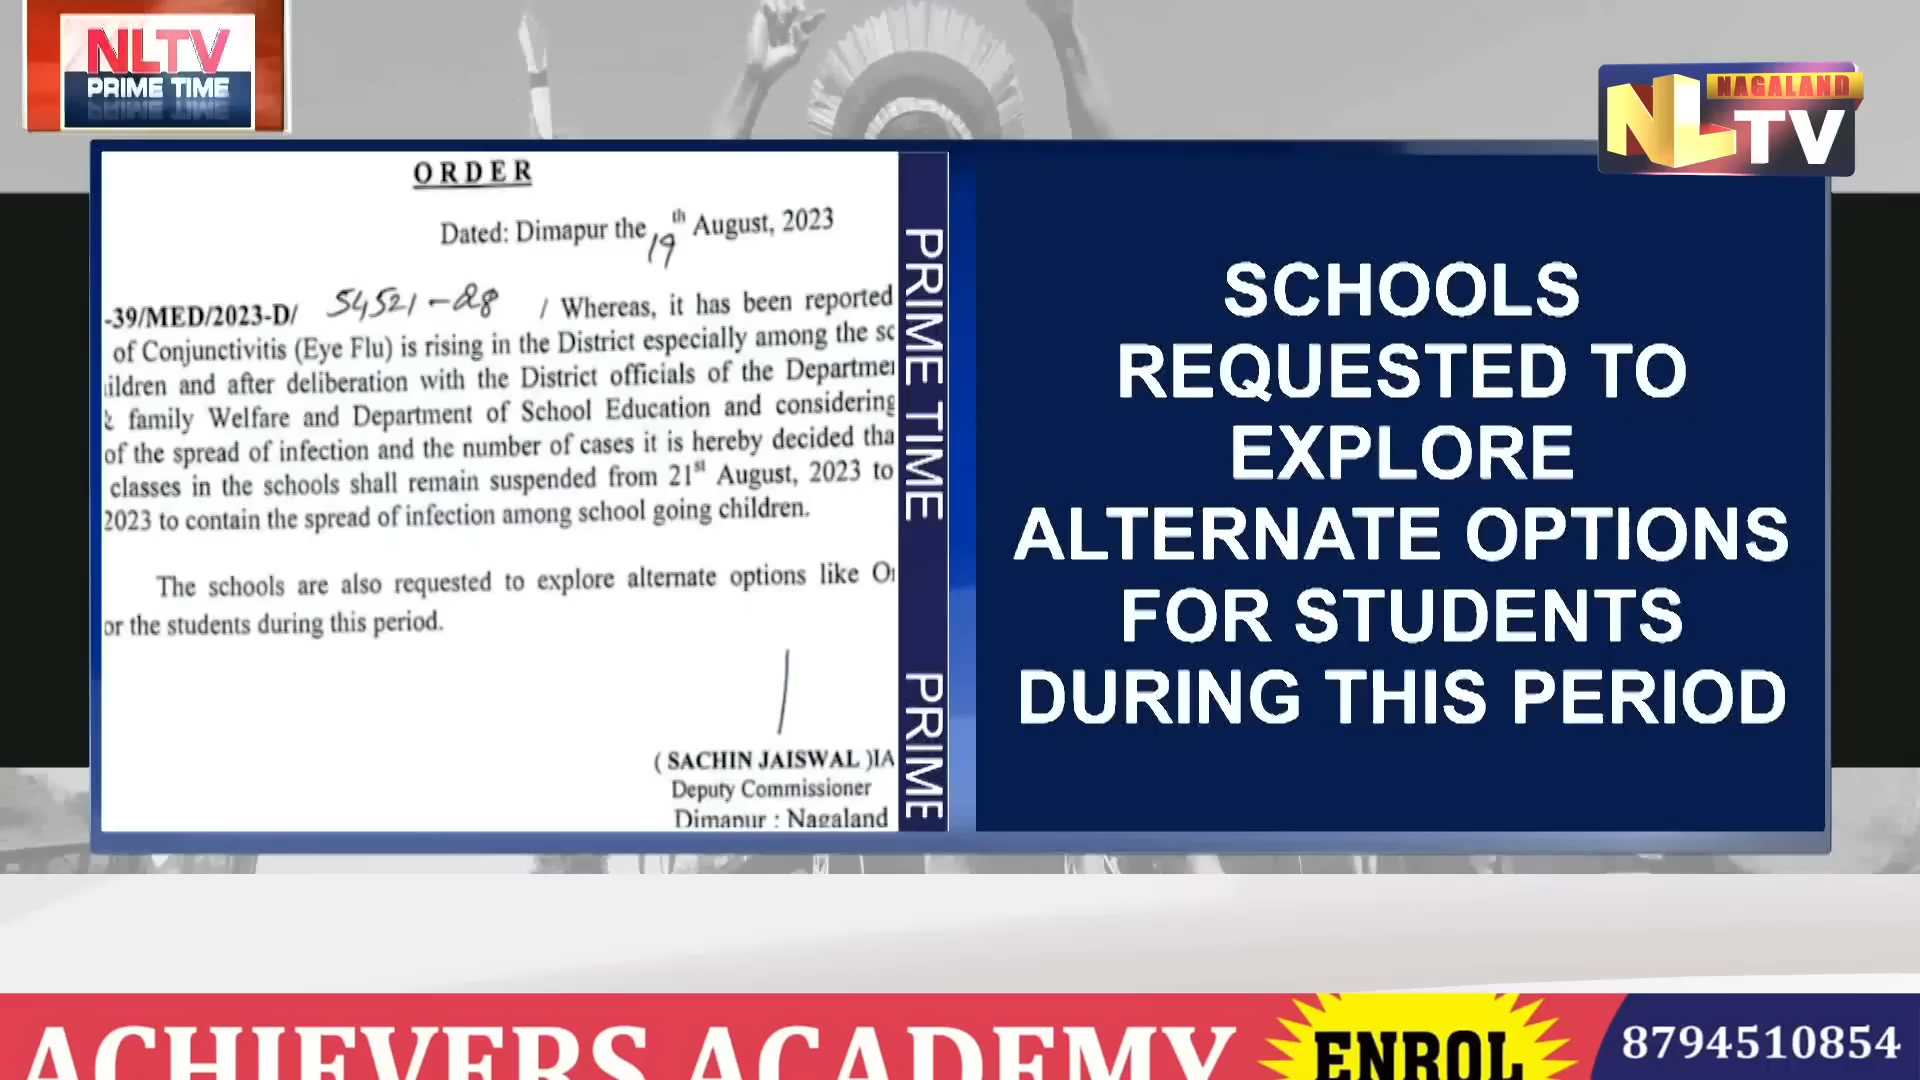 NLTV
PRIME TIME
NAGALAND
NLTV
ORDER
Dated: Dimapur the 19th August, 2023
-39/MED/2023-D/ 54521-28 / Whereas, it has been reported
of Conjunctivitis (Eye Flu) is rising in the District especially among the sc
ildren and after deliberation with the District officials of the Departme
& family Welfare and Department of School Education and considering
of the spread of infection and the number of cases it is hereby decided tha
classes in the schools shall remain suspended from 21st August, 2023 to
2023 to contain the spread of infection among school going children.
The schools are also requested to explore alternate options like O
or the students during this period.
( SACHIN JAISWAL )IA
Deputy Commissioner
Dimapur : Nagaland
PRIME TIME
PRIME
SCHOOLS
REQUESTED TO
EXPLORE
ALTERNATE OPTIONS
FOR STUDENTS
DURING THIS PERIOD
ACHIEVERS ACADEMY
ENROL
8794510854